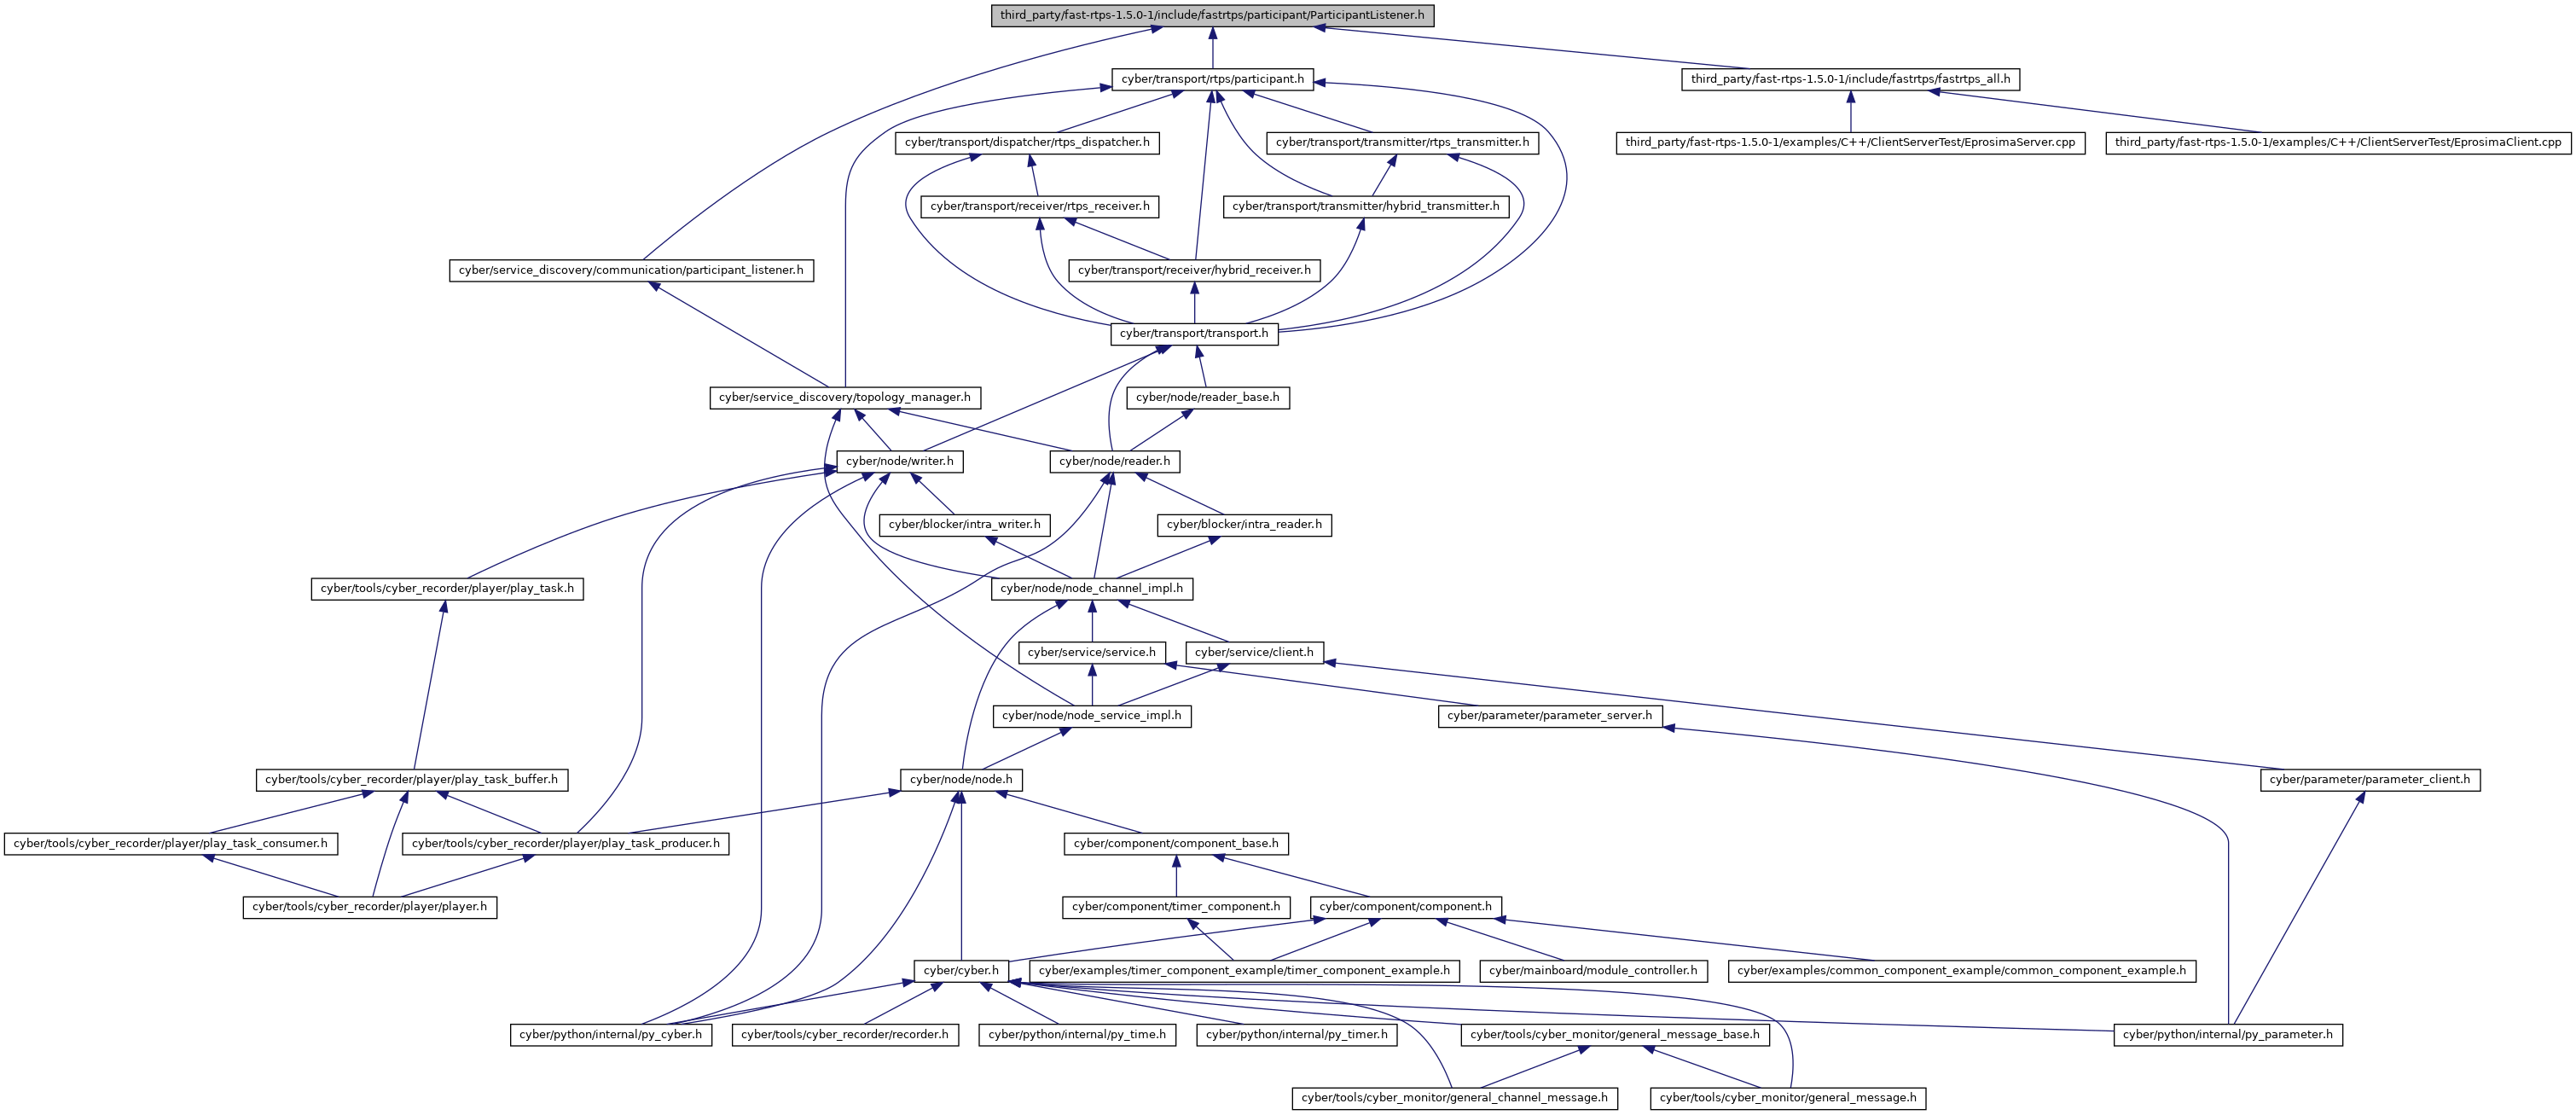 third_party/fast-rtps-1.5.0-1/include/fastrtps/participant/ParticipantListener.h
cyber/transport/rtps/participant.h
third_party/fast-rtps-1.5.0-1/include/fastrtps/fastrtps_all.h
cyber/transport/dispatcher/rtps_dispatcher.h
cyber/transport/transmitter/rtps_transmitter.h
third_party/fast-rtps-1.5.0-1/examples/C++/ClientServerTest/EprosimaServer.cpp
third_party/fast-rtps-1.5.0-1/examples/C++/ClientServerTest/EprosimaClient.cpp
cyber/transport/receiver/rtps_receiver.h
cyber/transport/transmitter/hybrid_transmitter.h
cyber/service_discovery/communication/participant_listener.h
cyber/transport/receiver/hybrid_receiver.h
cyber/transport/transport.h
cyber/service_discovery/topology_manager.h
cyber/node/reader_base.h
cyber/node/writer.h
cyber/node/reader.h
cyber/blocker/intra_writer.h
cyber/blocker/intra_reader.h
cyber/tools/cyber_recorder/player/play_task.h
cyber/node/node_channel_impl.h
cyber/service/service.h
cyber/service/client.h
cyber/node/node_service_impl.h
cyber/parameter/parameter_server.h
cyber/tools/cyber_recorder/player/play_task_buffer.h
cyber/node/node.h
cyber/parameter/parameter_client.h
cyber/tools/cyber_recorder/player/play_task_consumer.h
cyber/tools/cyber_recorder/player/play_task_producer.h
cyber/component/component_base.h
cyber/tools/cyber_recorder/player/player.h
cyber/component/timer_component.h
cyber/component/component.h
cyber/cyber.h
cyber/examples/timer_component_example/timer_component_example.h
cyber/mainboard/module_controller.h
cyber/examples/common_component_example/common_component_example.h
cyber/python/internal/py_cyber.h
cyber/tools/cyber_recorder/recorder.h
cyber/python/internal/py_time.h
cyber/python/internal/py_timer.h
cyber/tools/cyber_monitor/general_message_base.h
cyber/python/internal/py_parameter.h
cyber/tools/cyber_monitor/general_channel_message.h
cyber/tools/cyber_monitor/general_message.h